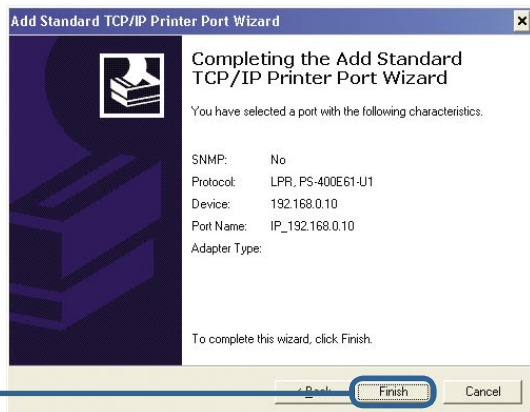 Add Standard TCP/IP Printer Port Wizard
Completing the Add Standard
TCP/IP Printer Port Wizard
You have selected a port with the following characteristics.
SNMP: No
Protocol: LPR, PS-400E61-U1
Device: 192.168.0.10
Port Name: IP_192.168.0.10
Adapter Type:
To complete this wizard, click Finish.
< Back Finish Cancel